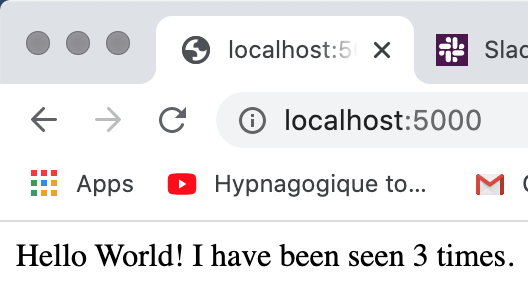 localhost:5
Slac
localhost:5000
Apps
Hypnagogique to...
Hello World! I have been seen 3 times.